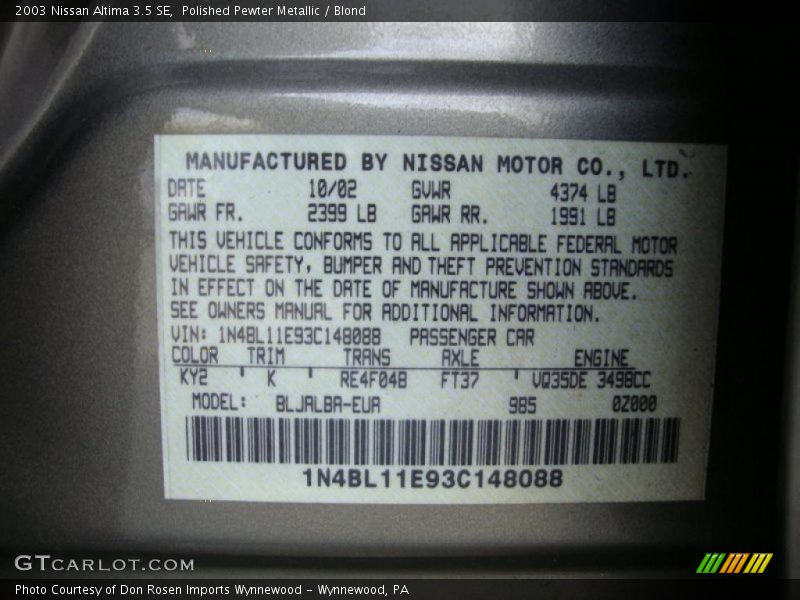 2003 Nissan Altima 3.5 SE,  Polished Pewter Metallic / Blond
MANUFACTURED BY NISSAN MOTOR CO., LTD.
DATE 10/02 GVWR 4374 LB
GAWR FR. 2399 LB GAWR RR. 1991 LB
THIS VEHICLE CONFORMS TO ALL APPLICABLE FEDERAL MOTOR
VEHICLE SAFETY, BUMPER AND THEFT PREVENTION STANDARDS
IN EFFECT ON THE DATE OF MANUFACTURE SHOWN ABOVE.
SEE OWNERS MANUAL FOR ADDITIONAL INFORMATION.
VIN: 1N4BL11E93C148088 PASSENGER CAR
COLOR TRIM TRANS AXLE ENGINE
KY2 K RE4F04B FT37 VQ35DE 3498CC
MODEL: BLJALBA-EUA 985 0Z000
1N4BL11E93C148088
GTCARLOT.COM
Photo Courtesy of Don Rosen Imports Wynnewood – Wynnewood, PA